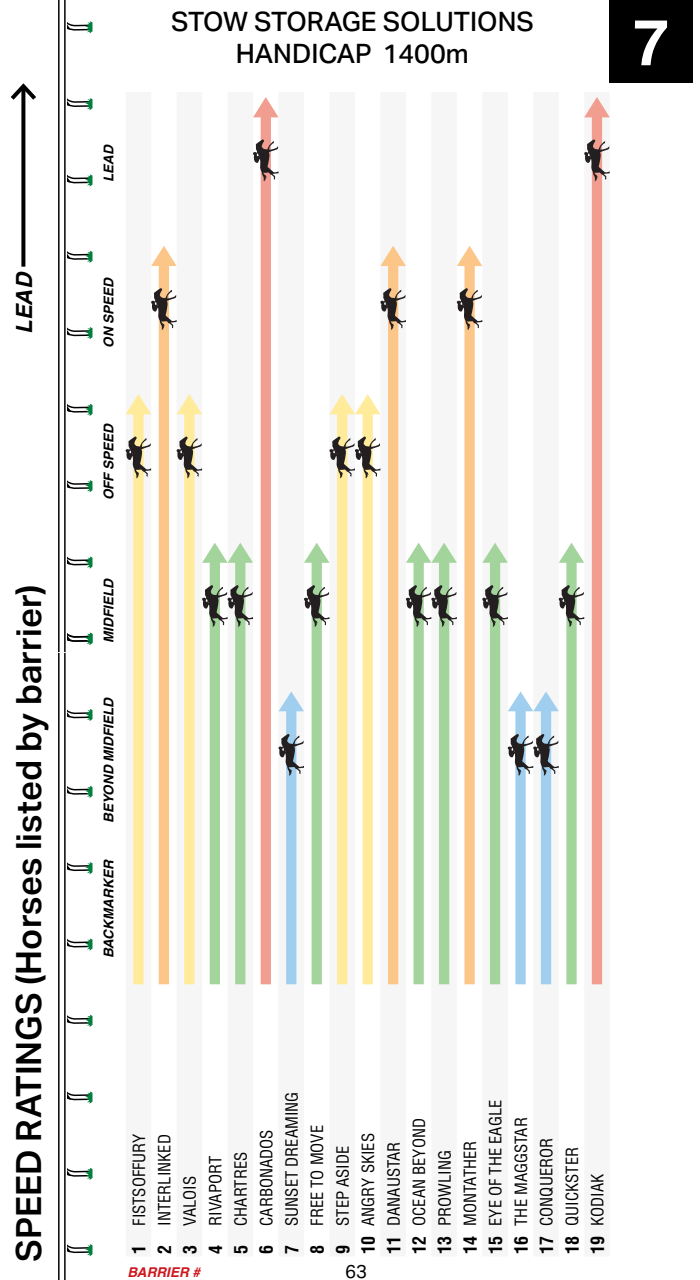 STOW STORAGE SOLUTIONS
HANDICAP 1400m
7
SPEED RATINGS (Horses listed by barrier)
LEAD
LEAD
ON SPEED
OFF SPEED
MIDFIELD
BEYOND MIDFIELD
BACKMARKER
1 FISTSOFFURY
2 INTERLINKED
3 VALOIS
4 RIVAPORT
5 CHARTRES
6 CARBONADOS
7 SUNSET DREAMING
8 FREE TO MOVE
9 STEP ASIDE
10 ANGRY SKIES
11 DANAUSTAR
12 OCEAN BEYOND
13 PROWLING
14 MONTATHER
15 EYE OF THE EAGLE
16 THE MAGGSTAR
17 CONQUEROR
18 QUICKSTER
19 KODIAK
BARRIER #
63